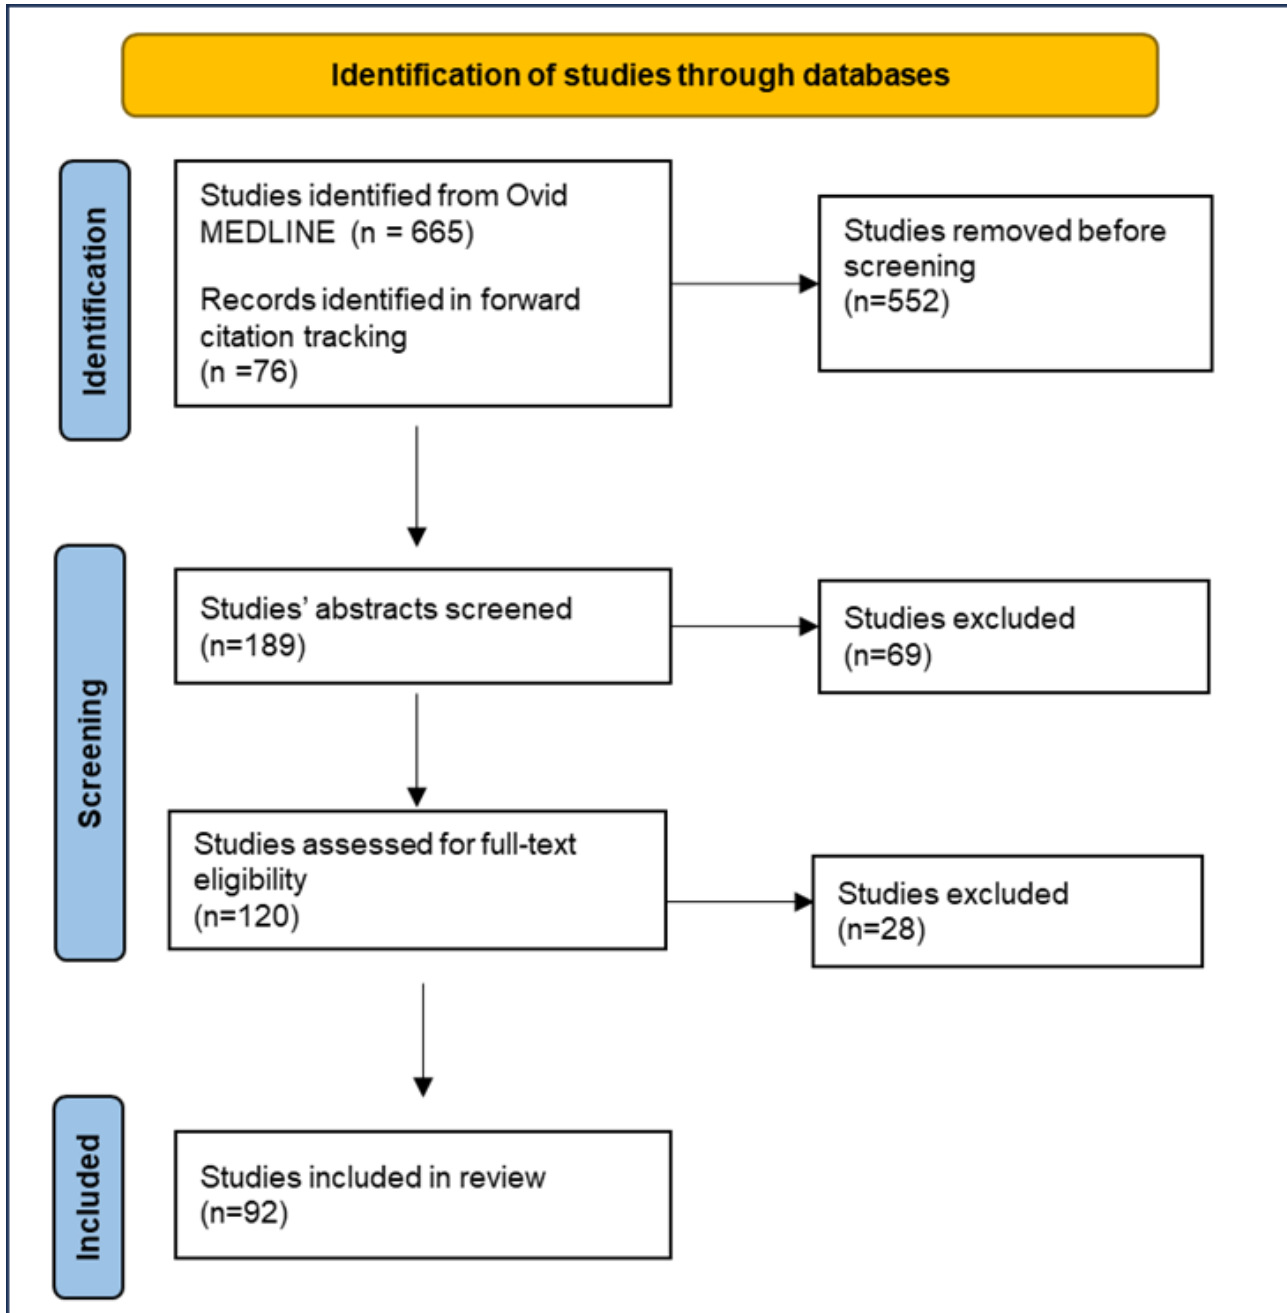 Identification of studies through databases
Identification
Studies identified from Ovid
MEDLINE (n = 665)
Records identified in forward
citation tracking
(n =76)
Studies removed before
screening
(n=552)
Screening
Studies’ abstracts screened
(n=189)
Studies excluded
(n=69)
Studies assessed for full-text
eligibility
(n=120)
Studies excluded
(n=28)
Included
Studies included in review
(n=92)